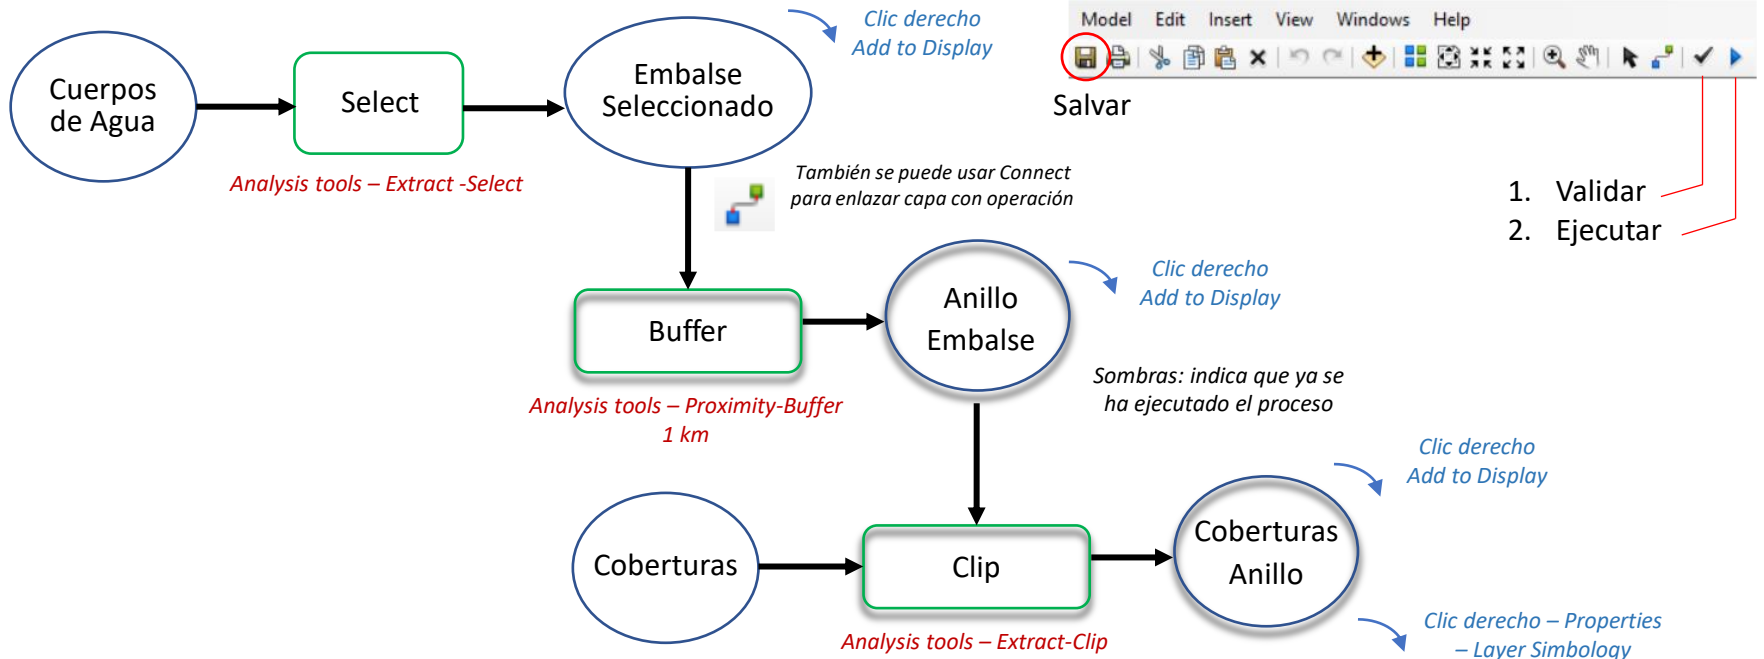 Clic derecho
Add to Display
Model Edit Insert View Windows Help
Cuerpos
de Agua
Select
Embalse
Seleccionado
Salvar
Analysis tools – Extract -Select
También se puede usar Connect
para enlazar capa con operación
1. Validar
2. Ejecutar
Buffer
Anillo
Embalse
Clic derecho
Add to Display
Analysis tools – Proximity-Buffer
1 km
Sombras: indica que ya se
ha ejecutado el proceso
Clic derecho
Add to Display
Coberturas
Clip
Coberturas
Anillo
Analysis tools – Extract-Clip
Clic derecho – Properties
– Layer Simbology